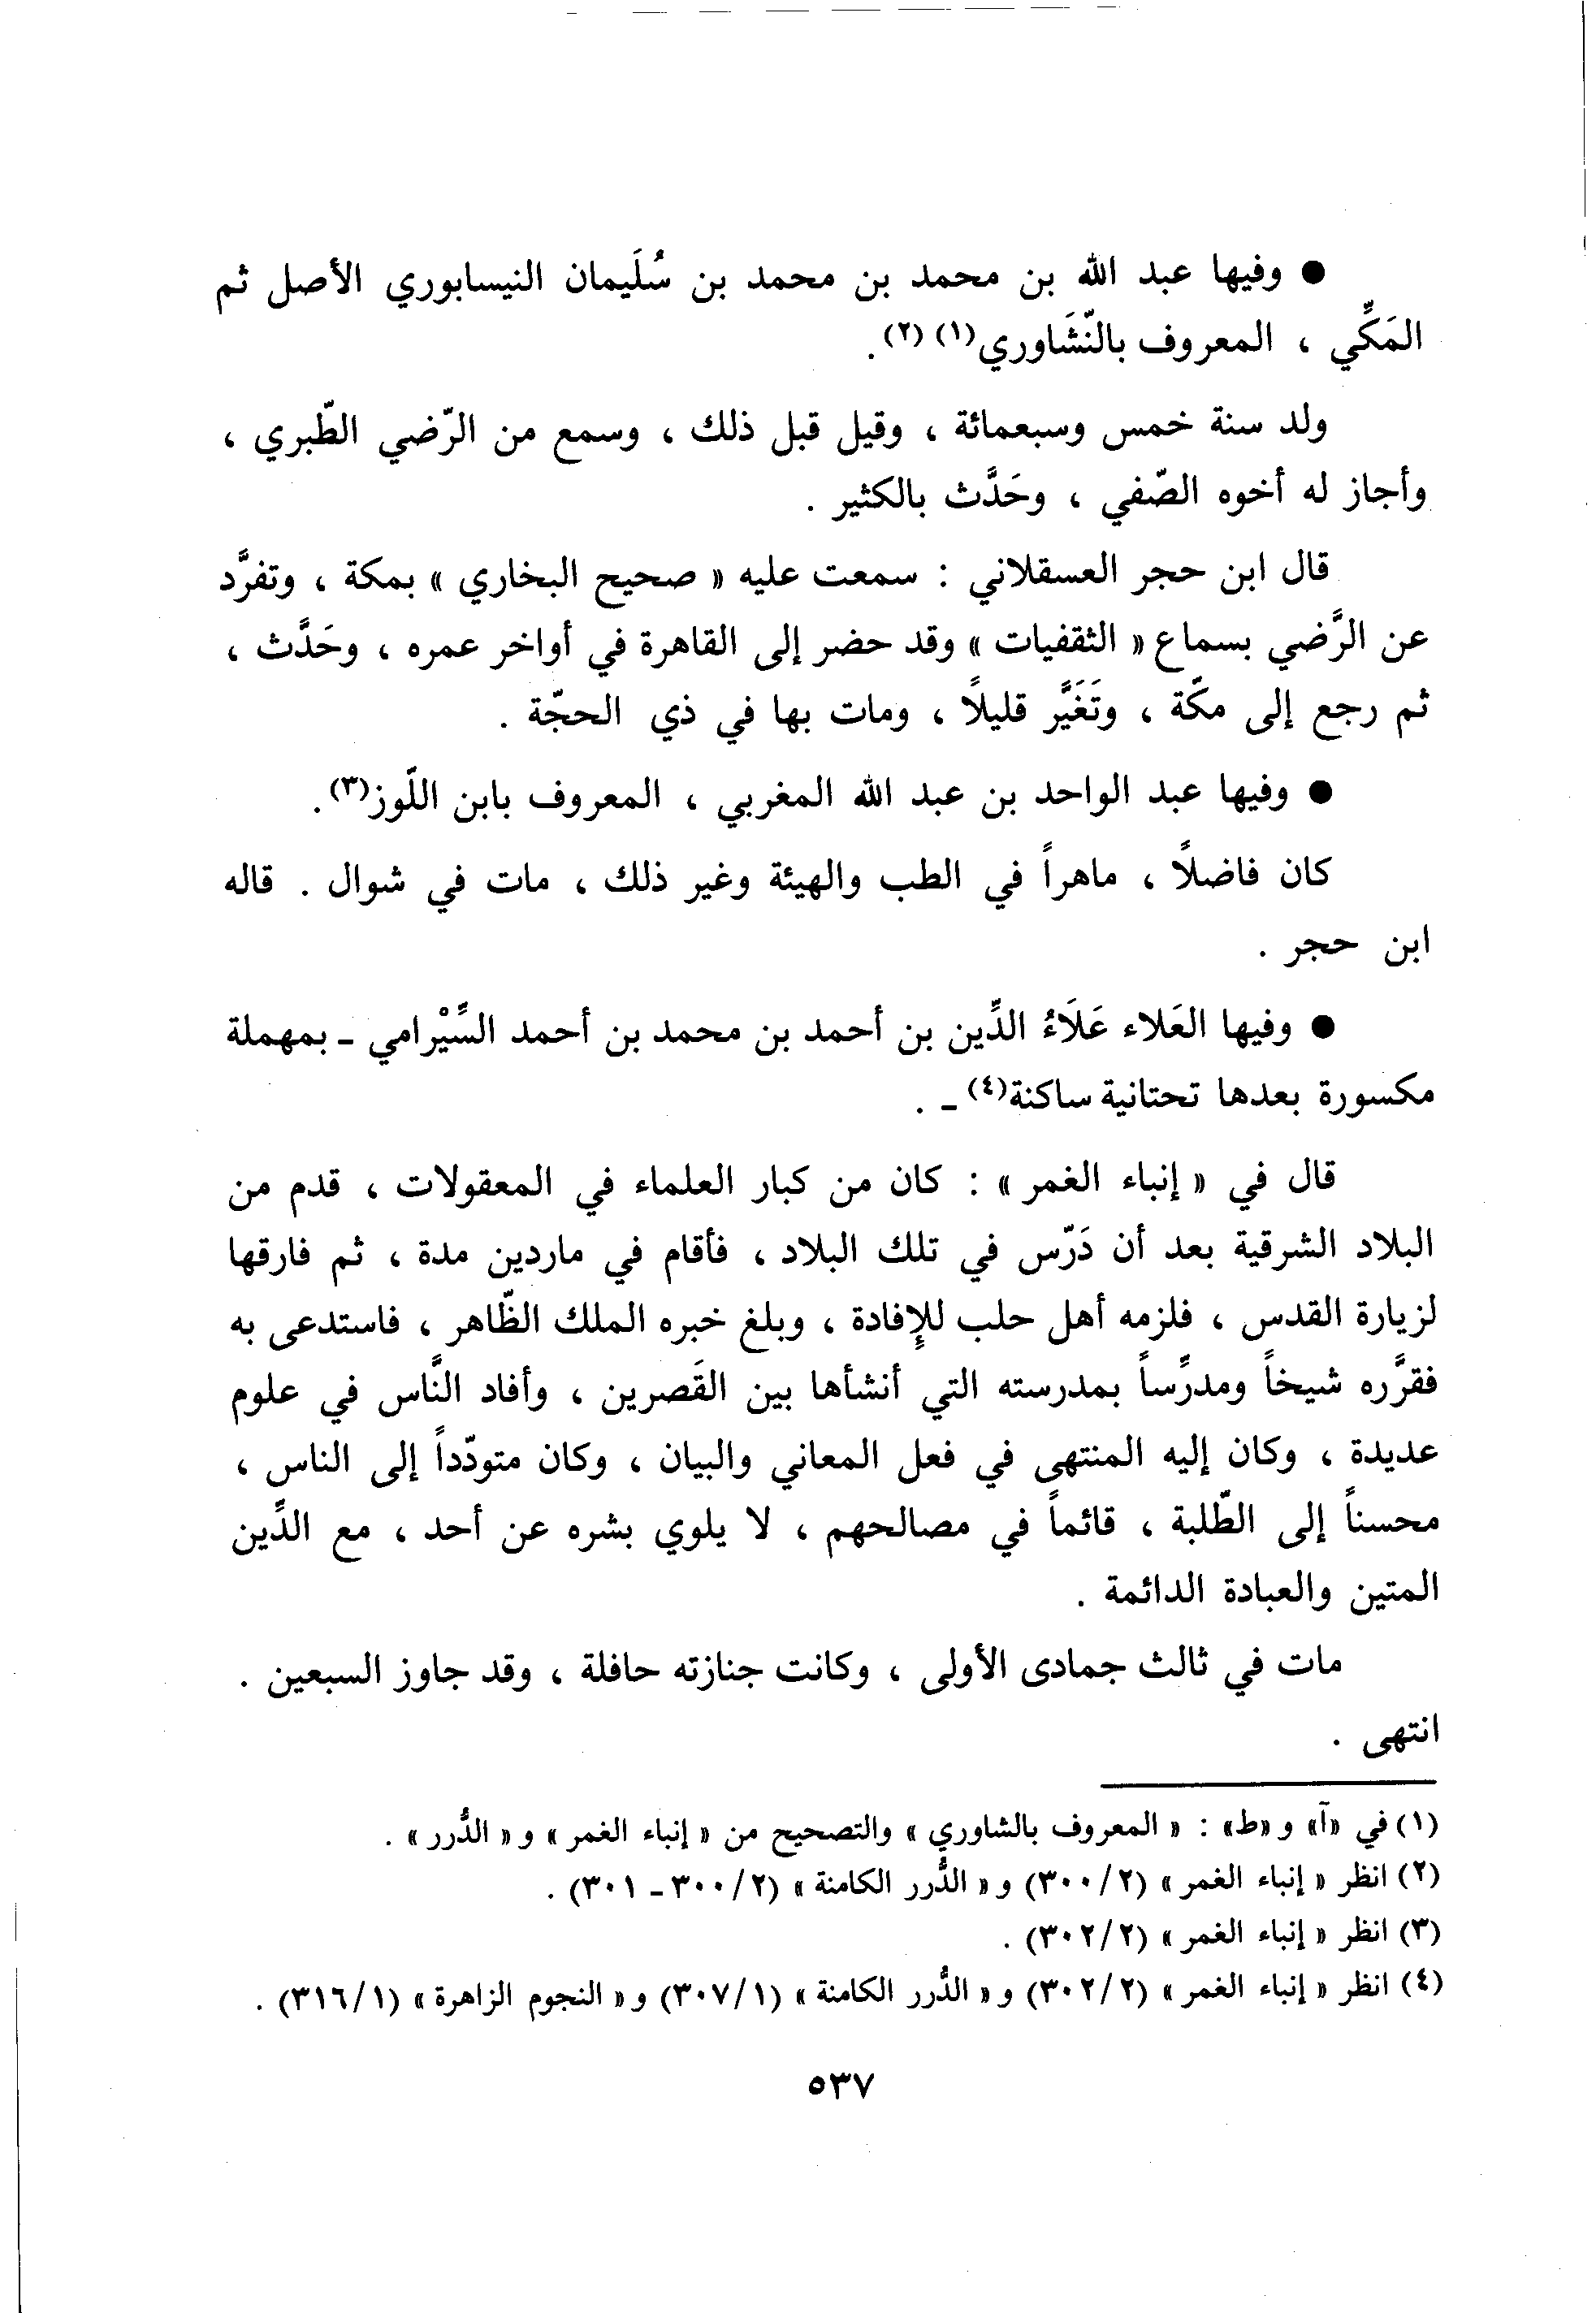 ● وفيها عبد الله بن محمد بن محمد بن سُلَيمان النيسابوري الأصل ثم
المَكِّي ، المعروف بالنّشَاوري(١) (٢).
ولد سنة خمس وسبعمائة ، وقيل قبل ذلك ، وسمع من الرّضي الطّبري ،
وأجاز له أخوه الصّفي ، وحَدَّث بالكثير .
قال ابن حجر العسقلاني : سمعت عليه « صحيح البخاري » بمكة ، وتفرَّد
عن الرَّضي بسماع « الثقفيات » وقد حضر إلى القاهرة في أواخر عمره ، وحَدَّث ،
ثم رجع إلى مكّة ، وتَغَيَّر قليلاً ، ومات بها في ذي الحجّة .
● وفيها عبد الواحد بن عبد الله المغربي ، المعروف بابن اللّوز(٣).
كان فاضلاً ، ماهراً في الطب والهيئة وغير ذلك ، مات في شوال . قاله
ابن حجر .
● وفيها العَلاء عَلَاءُ الدِّين بن أحمد بن محمد بن أحمد السِّيْرامي ـ بمهملة
مكسورة بعدها تحتانية ساكنة(٤) ـ .
قال في « إنباء الغمر » : كان من كبار العلماء في المعقولات ، قدم من
البلاد الشرقية بعد أن دَرّس في تلك البلاد ، فأقام في ماردين مدة ، ثم فارقها
لزيارة القدس ، فلزمه أهل حلب للإفادة ، وبلغ خبره الملك الظّاهر ، فاستدعى به
فقرَّره شيخاً ومدرِّساً بمدرسته التي أنشأها بين القَصرين ، وأفاد النَّاس في علوم
عديدة ، وكان إليه المنتهى في فعل المعاني والبيان ، وكان متودّداً إلى الناس ،
محسناً إلى الطّلبة ، قائماً في مصالحهم ، لا يلوي بشره عن أحد ، مع الدِّين
المتين والعبادة الدائمة .
مات في ثالث جمادى الأولى ، وكانت جنازته حافلة ، وقد جاوز السبعين .
انتهى .
(١) في «آ» و«ط» : « المعروف بالشاوري » والتصحيح من « إنباء الغمر » و« الدُّرر » .
(٢) انظر « إنباء الغمر » (٣٠٠/٢) و« الدُّرر الكامنة » (٣٠٠/٢ ـ ٣٠١) .
(٣) انظر « إنباء الغمر » (٣٠٢/٢) .
(٤) انظر « إنباء الغمر » (٣٠٢/٢) و« الدُّرر الكامنة » (٣٠٧/١) و« النجوم الزاهرة » (٣١٦/١) .
٥٣٧